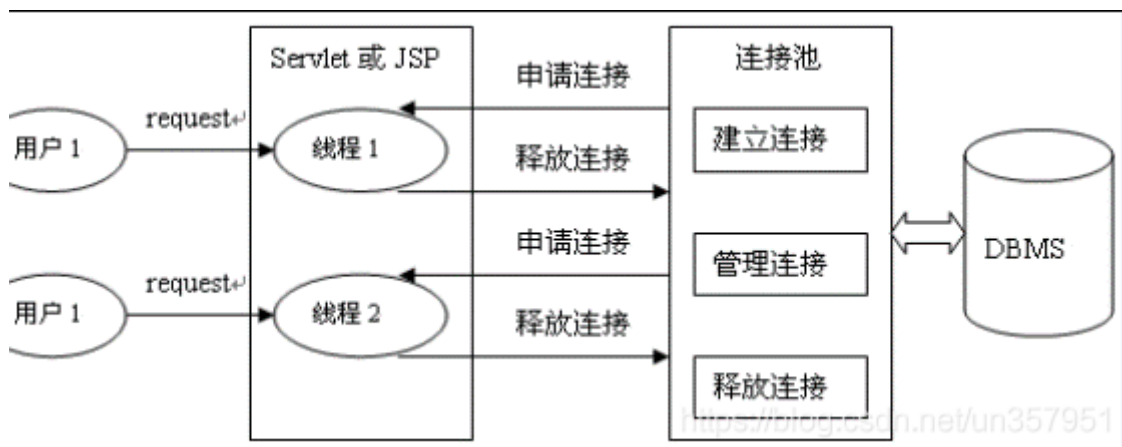 Servlet 或 JSP
连接池
申请连接
request↵
用户 1
线程 1
建立连接
释放连接
申请连接
管理连接
DBMS
request↵
用户 1
线程 2
释放连接
释放连接
https://blog.csdn.net/un357951